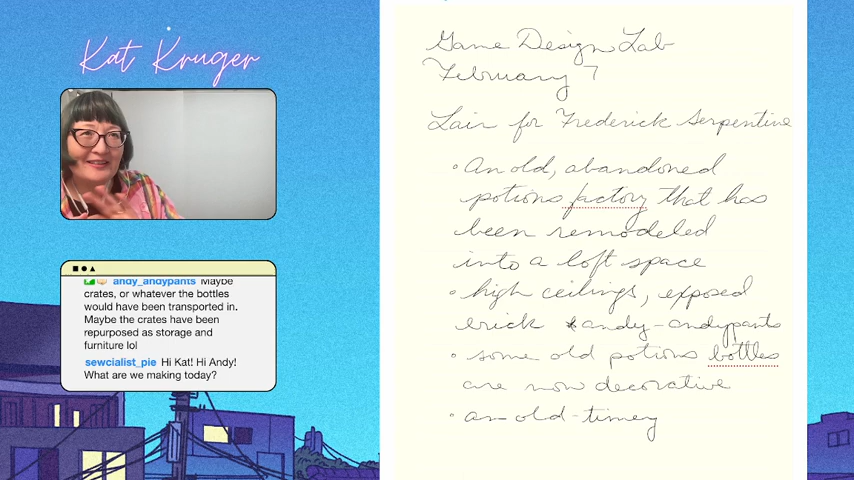 Kat Kruger
andy_andypants Maybe
crates, or whatever the bottles
would have been transported in.
Maybe the crates have been
repurposed as storage and
furniture lol
sewcialist_pie Hi Kat! Hi Andy!
What are we making today?
Game Design Lab
February 7
Lair for Frederick Serpentine
• An old, abandoned
potions factory that has
been remodeled
into a loft space
• high ceilings, exposed
brick *andy-andypants
• some old potions bottles
are now decorative
• an old-timey